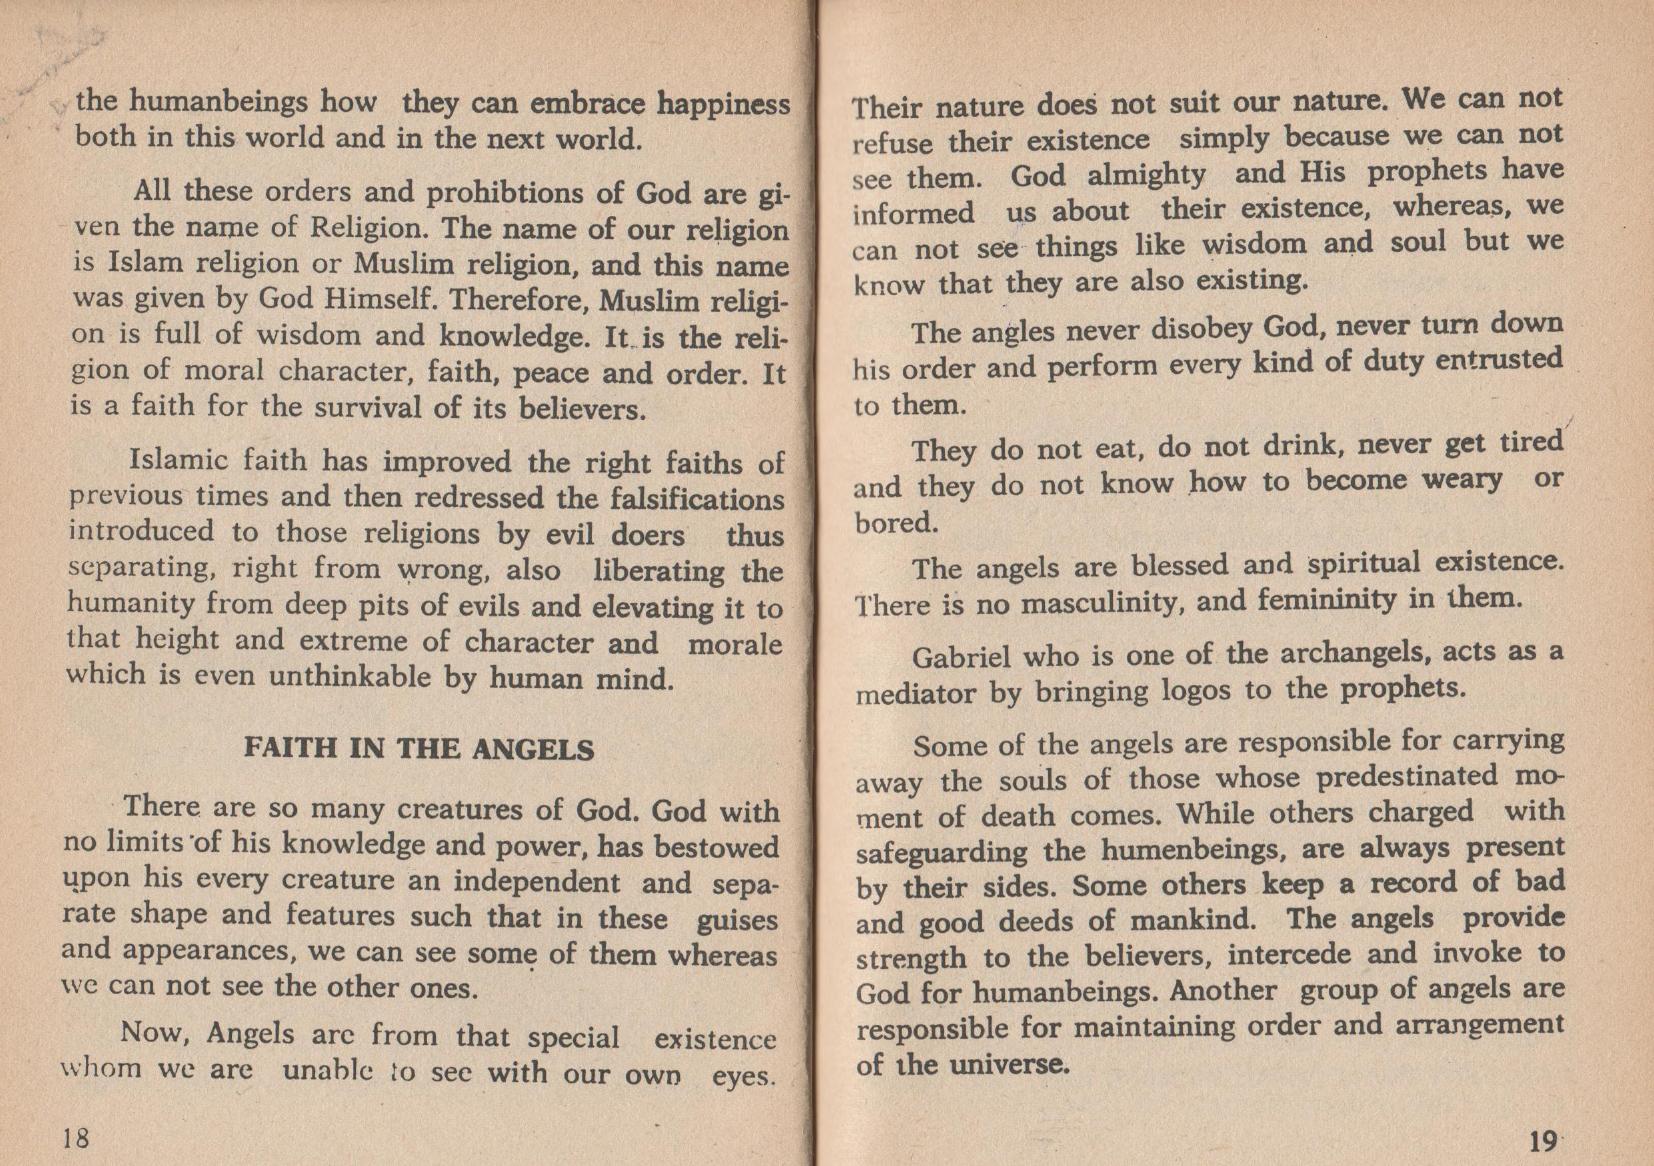 the humanbeings how they can embrace happiness
both in this world and in the next world.
All these orders and prohibtions of God are gi-
ven the name of Religion. The name of our religion
is Islam religion or Muslim religion, and this name
was given by God Himself. Therefore, Muslim religi-
on is full of wisdom and knowledge. It is the reli-
gion of moral character, faith, peace and order. It
is a faith for the survival of its believers.
Islamic faith has improved the right faiths of
previous times and then redressed the falsifications
introduced to those religions by evil doers thus
separating, right from wrong, also liberating the
humanity from deep pits of evils and elevating it to
that height and extreme of character and morale
which is even unthinkable by human mind.
FAITH IN THE ANGELS
There are so many creatures of God. God with
no limits of his knowledge and power, has bestowed
upon his every creature an independent and sepa-
rate shape and features such that in these guises
and appearances, we can see some of them whereas
we can not see the other ones.
Now, Angels are from that special existence
whom we are unable to see with our own eyes.
18
Their nature does not suit our nature. We can not
refuse their existence simply because we can not
see them. God almighty and His prophets have
informed us about their existence, whereas, we
can not see things like wisdom and soul but we
know that they are also existing.
The angles never disobey God, never turn down
his order and perform every kind of duty entrusted
to them.
They do not eat, do not drink, never get tired
and they do not know how to become weary or
bored.
The angels are blessed and spiritual existence.
There is no masculinity, and femininity in them.
Gabriel who is one of the archangels, acts as a
mediator by bringing logos to the prophets.
Some of the angels are responsible for carrying
away the souls of those whose predestinated mo-
ment of death comes. While others charged with
safeguarding the humenbeings, are always present
by their sides. Some others keep a record of bad
and good deeds of mankind. The angels provide
strength to the believers, intercede and invoke to
God for humanbeings. Another group of angels are
responsible for maintaining order and arrangement
of the universe.
19